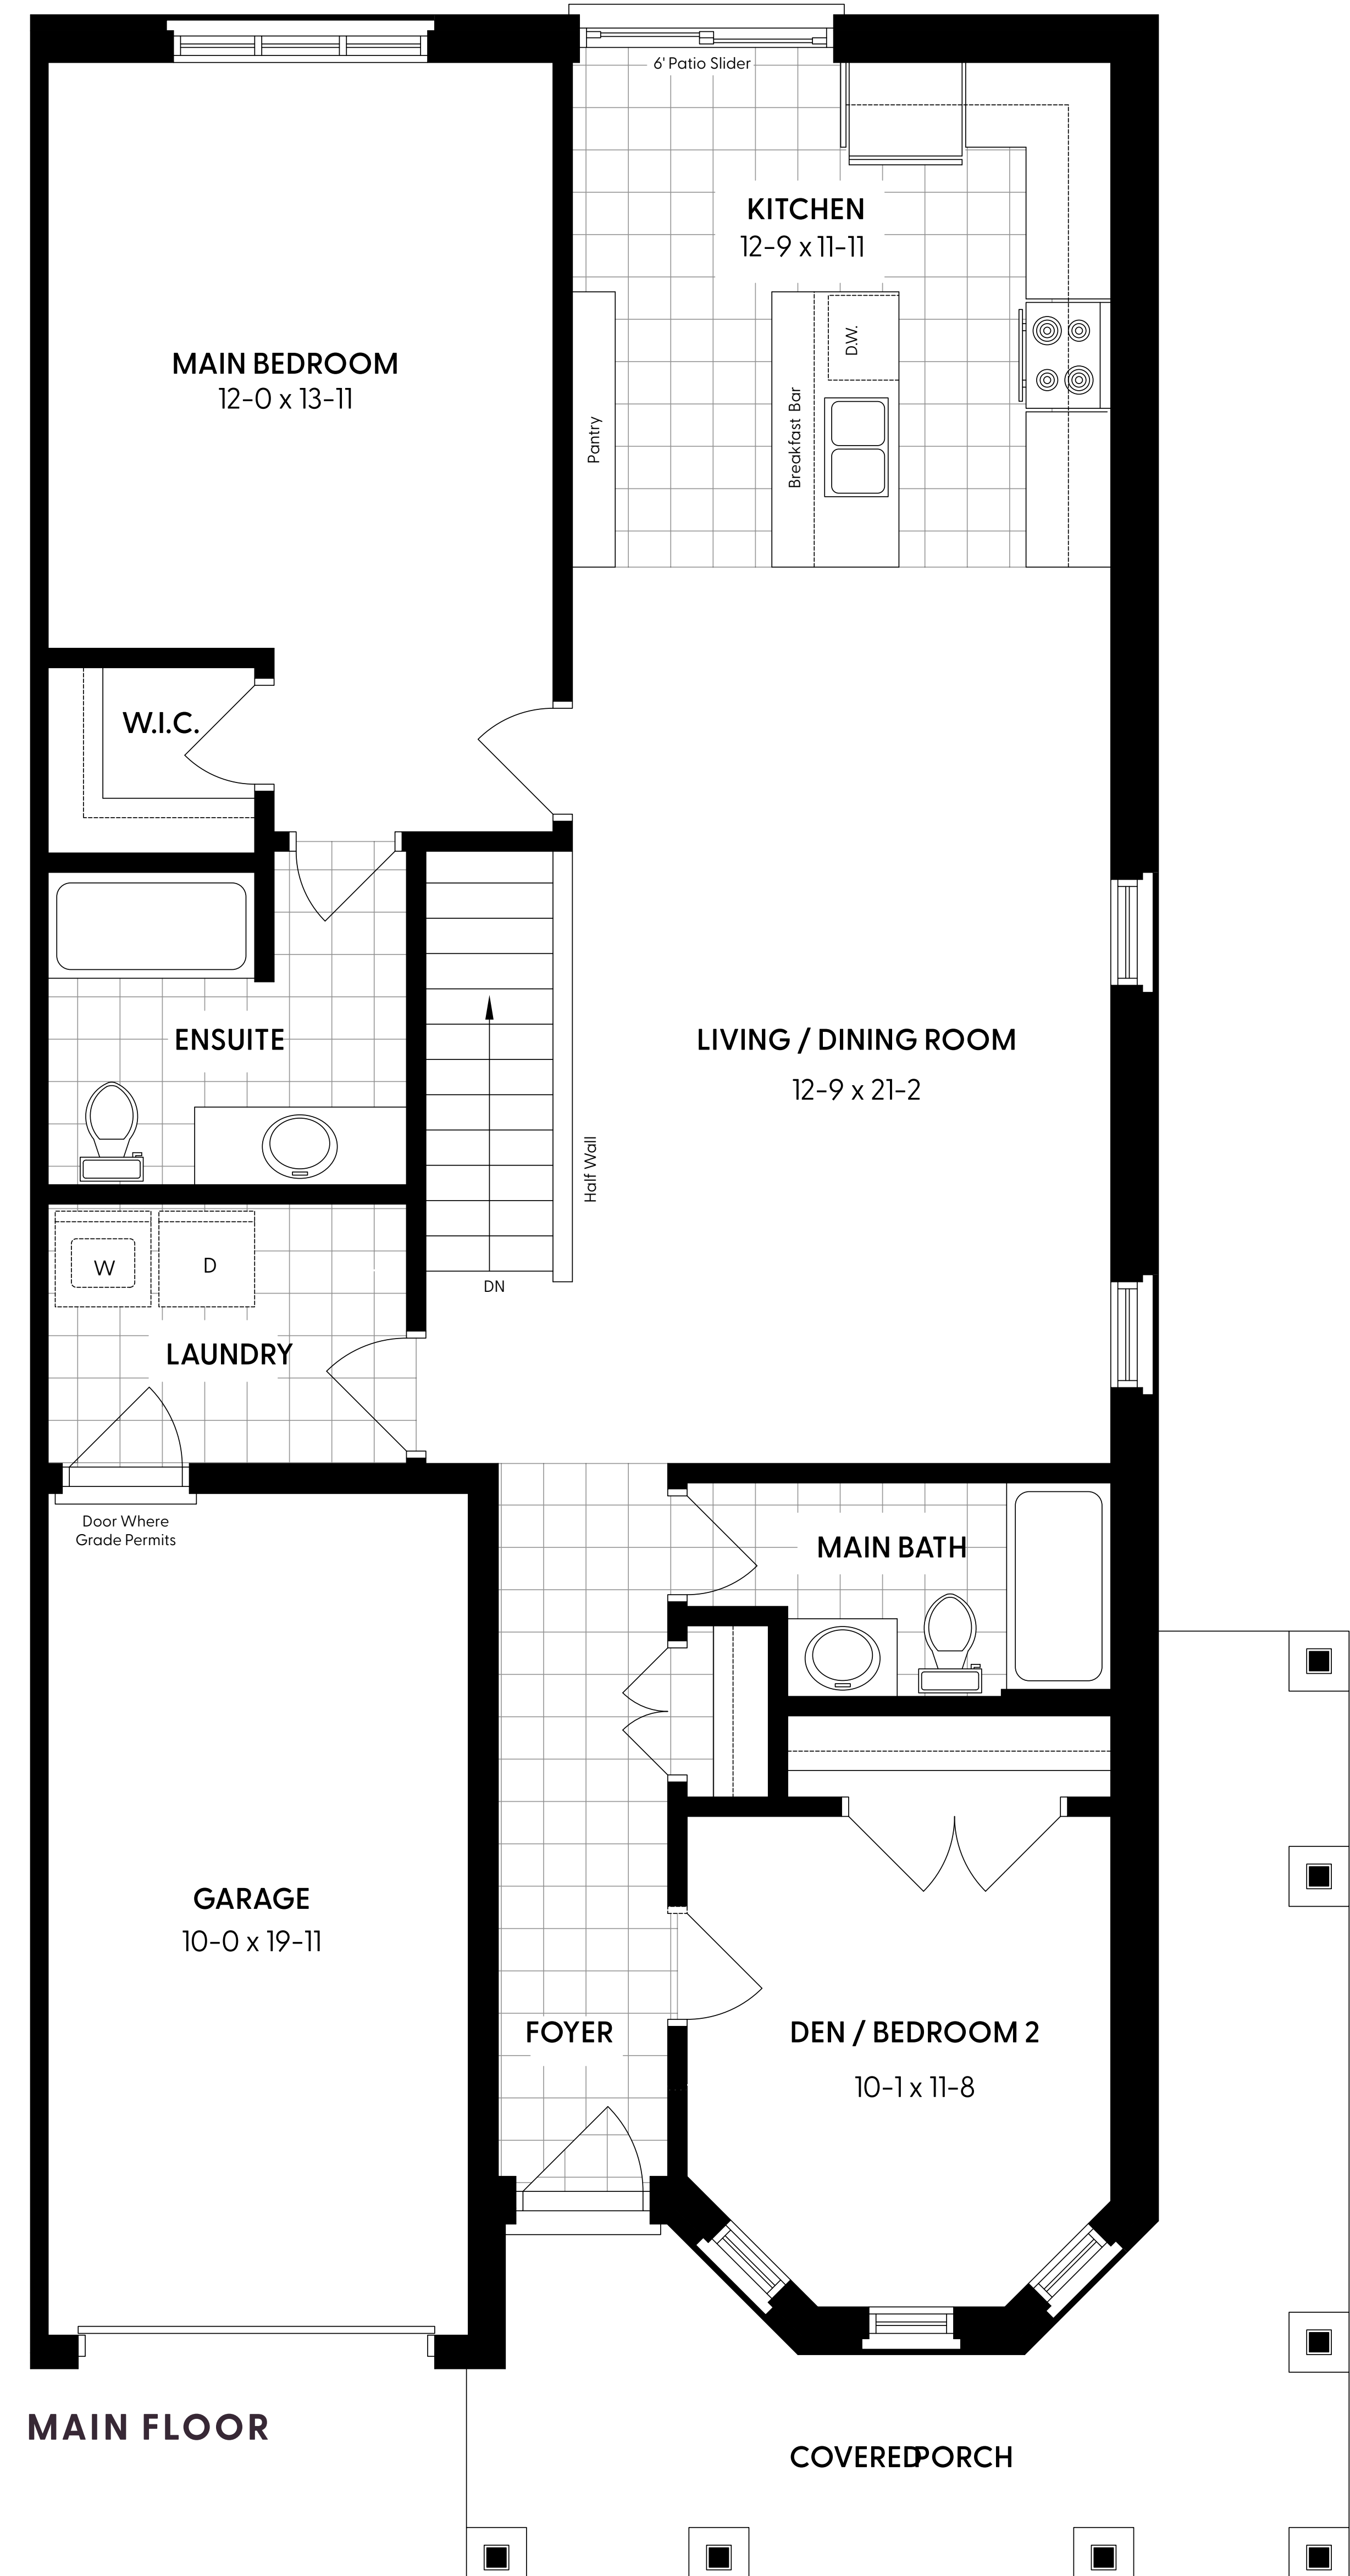 6' Patio Slider
KITCHEN
12-9 x 11-11
MAIN BEDROOM
12-0 x 13-11
D.W.
Breakfast Bar
Pantry
W.I.C.
ENSUITE
LIVING / DINING ROOM
12-9 x 21-2
Half Wall
W
D
DN
LAUNDRY
Door Where
Grade Permits
MAIN BATH
GARAGE
10-0 x 19-11
FOYER
DEN / BEDROOM 2
10-1 x 11-8
MAIN FLOOR
COVERED PORCH